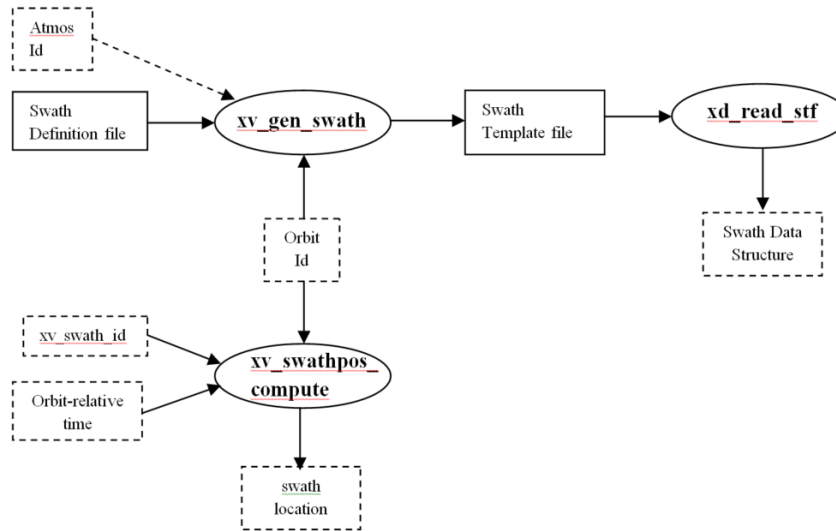 Atmos
Id
Swath
Definition file
xv_gen_swath
Swath
Template file
xd_read_stf
Orbit
Id
Swath Data
Structure
xv_swath_id
Orbit-relative
time
xv_swathpos_
compute
swath
location